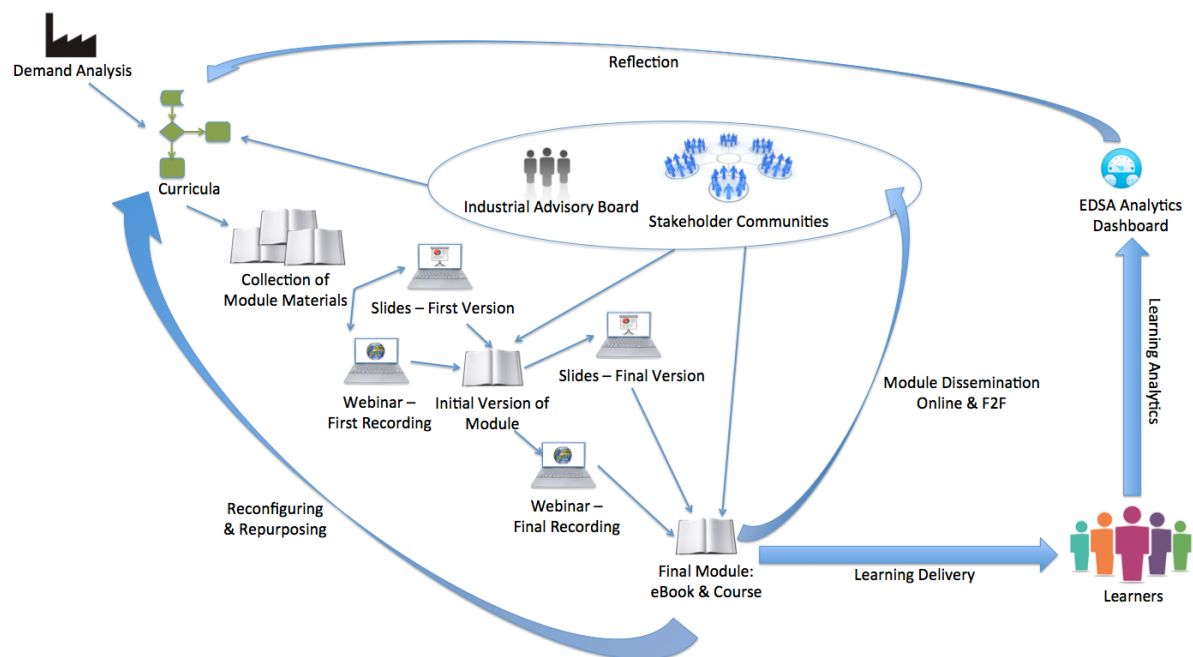 Demand Analysis
Reflection
Curricula
Industrial Advisory Board
Stakeholder Communities
EDSA Analytics
Dashboard
Collection of
Module Materials
Slides – First Version
Learning Analytics
Webinar –
First Recording
Initial Version of
Module
Slides – Final Version
Module Dissemination
Online & F2F
Reconfiguring
& Repurposing
Webinar –
Final Recording
Final Module:
eBook & Course
Learning Delivery
Learners